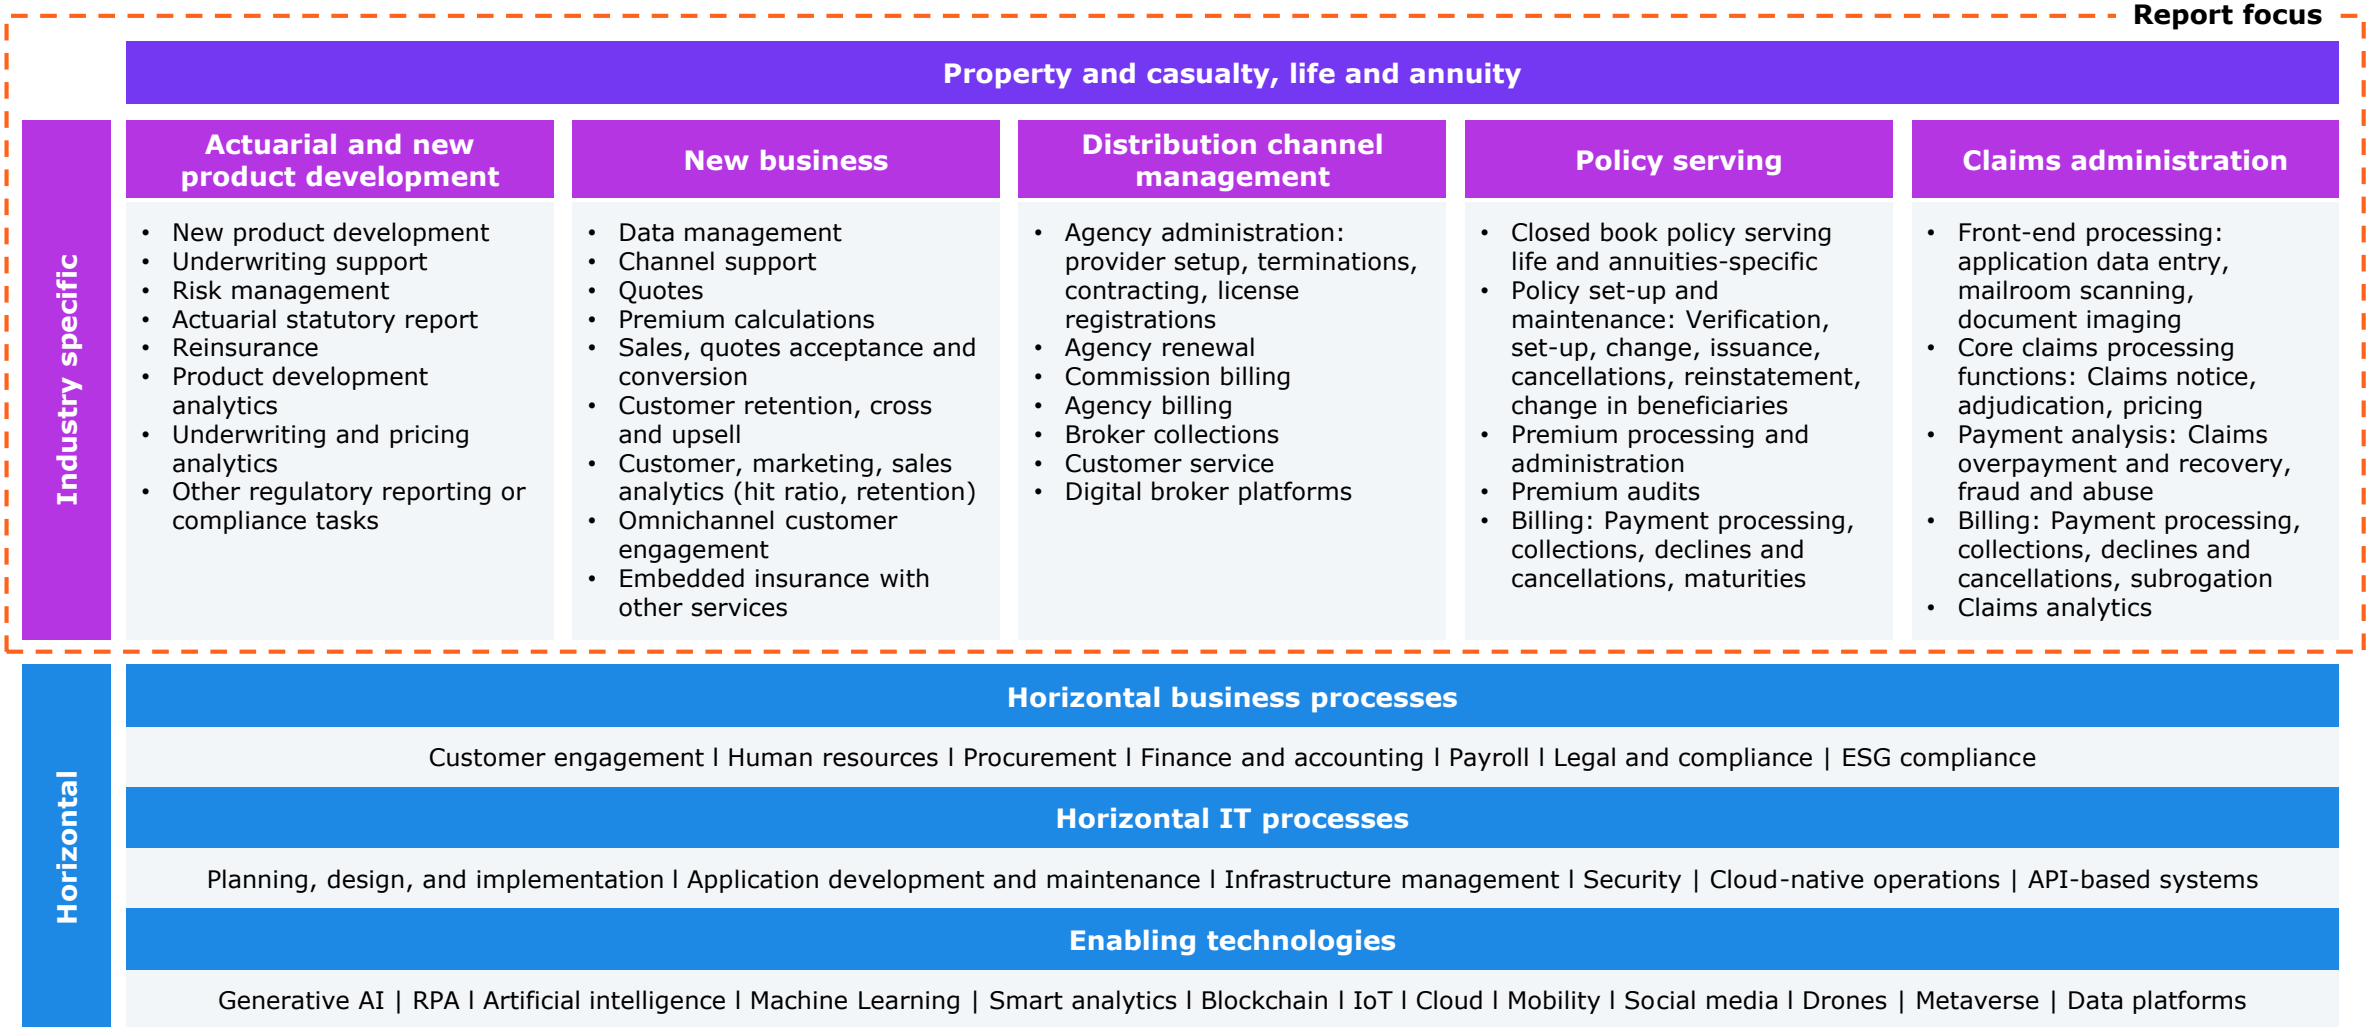 Report focus
Property and casualty, life and annuity
Industry specific
Actuarial and new
product development
• New product development
• Underwriting support
• Risk management
• Actuarial statutory report
• Reinsurance
• Product development
analytics
• Underwriting and pricing
analytics
• Other regulatory reporting or
compliance tasks
New business
• Data management
• Channel support
• Quotes
• Premium calculations
• Sales, quotes acceptance and
conversion
• Customer retention, cross
and upsell
• Customer, marketing, sales
analytics (hit ratio, retention)
• Omnichannel customer
engagement
• Embedded insurance with
other services
Distribution channel
management
• Agency administration:
provider setup, terminations,
contracting, license
registrations
• Agency renewal
• Commission billing
• Agency billing
• Broker collections
• Customer service
• Digital broker platforms
Policy serving
• Closed book policy serving
life and annuities-specific
• Policy set-up and
maintenance: Verification,
set-up, change, issuance,
cancellations, reinstatement,
change in beneficiaries
• Premium processing and
administration
• Premium audits
• Billing: Payment processing,
collections, declines and
cancellations, maturities
Claims administration
• Front-end processing:
application data entry,
mailroom scanning,
document imaging
• Core claims processing
functions: Claims notice,
adjudication, pricing
• Payment analysis: Claims
overpayment and recovery,
fraud and abuse
• Billing: Payment processing,
collections, declines and
cancellations, subrogation
• Claims analytics
Horizontal
Horizontal business processes
Customer engagement l Human resources l Procurement l Finance and accounting l Payroll l Legal and compliance | ESG compliance
Horizontal IT processes
Planning, design, and implementation l Application development and maintenance l Infrastructure management l Security | Cloud-native operations | API-based systems
Enabling technologies
Generative AI | RPA l Artificial intelligence l Machine Learning | Smart analytics l Blockchain l IoT l Cloud l Mobility l Social media l Drones | Metaverse | Data platforms